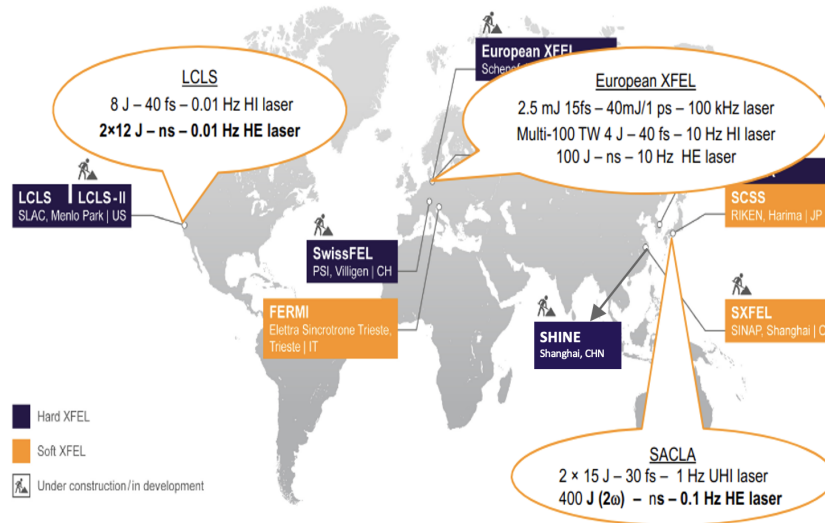 LCLS
8 J – 40 fs – 0.01 Hz HI laser
2×12 J – ns – 0.01 Hz HE laser
European XFEL
European XFEL
2.5 mJ 15fs – 40mJ/1 ps – 100 kHz laser
Multi-100 TW 4 J – 40 fs – 10 Hz HI laser
100 J – ns – 10 Hz HE laser
LCLS | LCLS-II
SLAC, Menlo Park | US
SCSS
RIKEN, Harima | JP
SwissFEL
PSI, Villigen | CH
FERMI
Elettra Sincrotrone Trieste,
Trieste | IT
SHINE
Shanghai, CHN
SXFEL
SINAP, Shanghai |
Hard XFEL
Soft XFEL
Under construction/in development
SACLA
2 × 15 J – 30 fs – 1 Hz UHI laser
400 J (2ω) – ns – 0.1 Hz HE laser